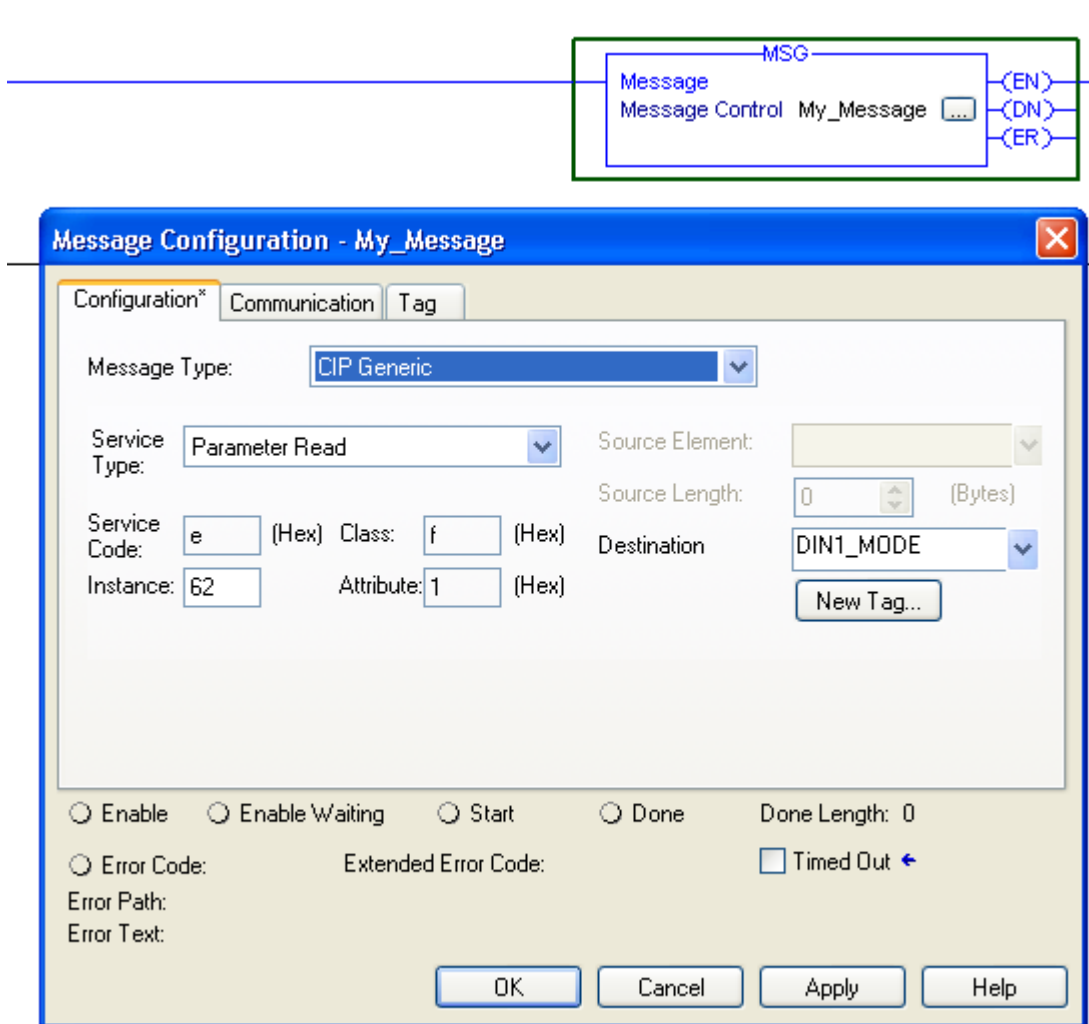 MSG
Message
Message Control My_Message ...
(EN)
(DN)
(ER)
Message Configuration - My_Message
Configuration* Communication Tag
Message Type: CIP Generic
Service Type: Parameter Read
Source Element:
Source Length: 0 (Bytes)
Service Code: e (Hex) Class: f (Hex)
Destination DIN1_MODE
Instance: 62 Attribute: 1 (Hex)
New Tag...
Enable Enable Waiting Start Done Done Length: 0
Error Code: Extended Error Code: Timed Out
Error Path:
Error Text:
OK Cancel Apply Help